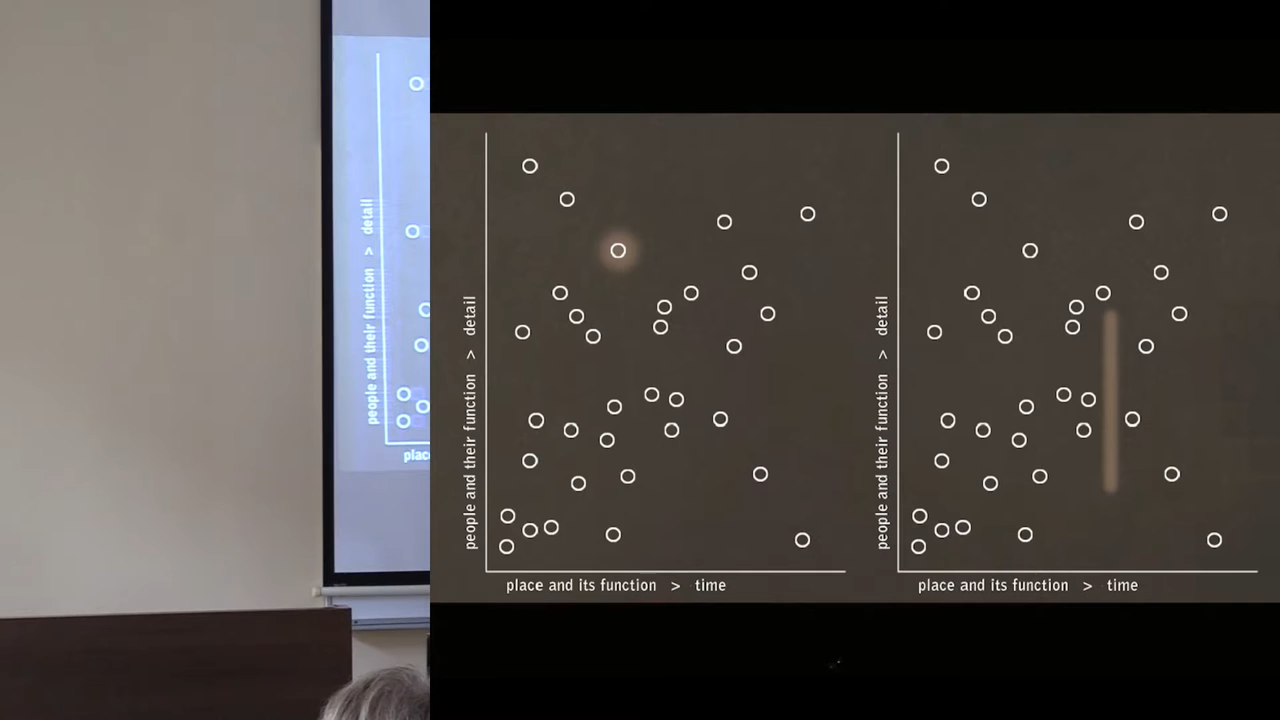 people and their function > detail
place
people and their function > detail
place and its function > time
people and their function > detail
place and its function > time